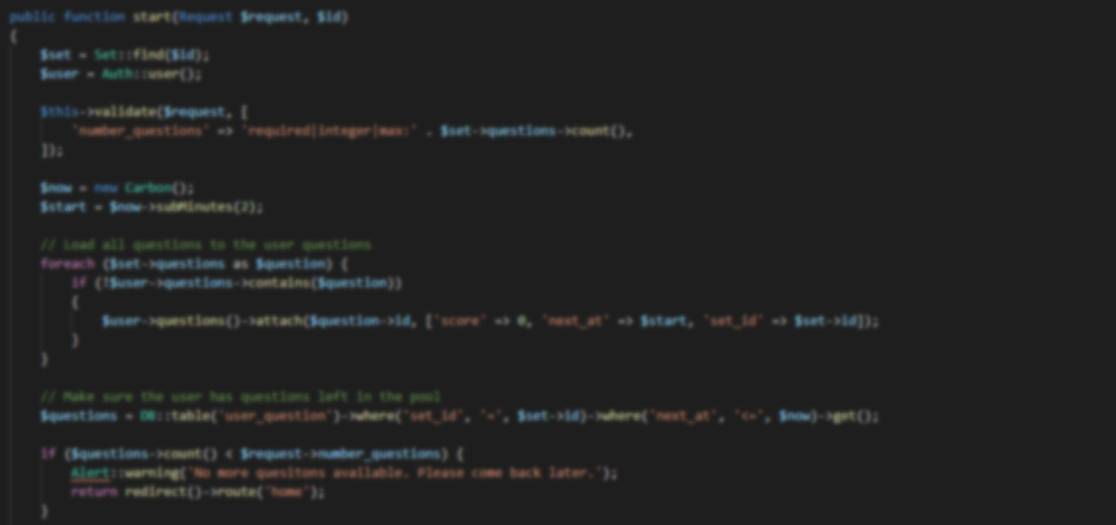 public function start(Request $request, $id)
{
$set = Set::find($id);
$user = Auth::user();
$this->validate($request, [
'number_questions' => 'required|integer|max:' . $set->questions->count(),
]);
$now = new Carbon();
$start = $now->subMinutes(2);
// Load all questions to the user questions
foreach ($set->questions as $question) {
if (!$user->questions->contains($question))
{
$user->questions()->attach($question->id, ['score' => 0, 'next_at' => $start, 'set_id' => $set->id]);
}
}
// Make sure the user has questions left in the pool
$questions = DB::table('user_question')->where('set_id', '=', $set->id)->where('next_at', '<=', $now)->get();
if ($questions->count() < $request->number_questions) {
Alert::warning('No more quesitons available. Please come back later.');
return redirect()->route('home');
}